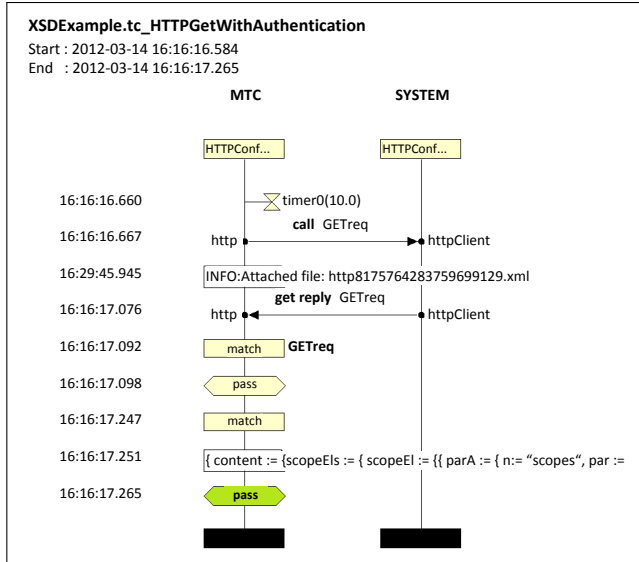 XSDExample.tc_HTTPGetWithAuthentication
Start : 2012-03-14 16:16:16.584
End : 2012-03-14 16:16:17.265
MTC SYSTEM
HTTPConf... HTTPConf...
16:16:16.660 timer0(10.0)
call GETreq
16:16:16.667 http httpClient
16:29:45.945 INFO:Attached file: http8175764283759699129.xml
get reply GETreq
16:16:17.076 http httpClient
16:16:17.092 match GETreq
16:16:17.098 pass
16:16:17.247 match
16:16:17.251 { content := {scopeEls := { scopeEl := {{ parA := { n:= “scopes“, par :=
16:16:17.265 pass